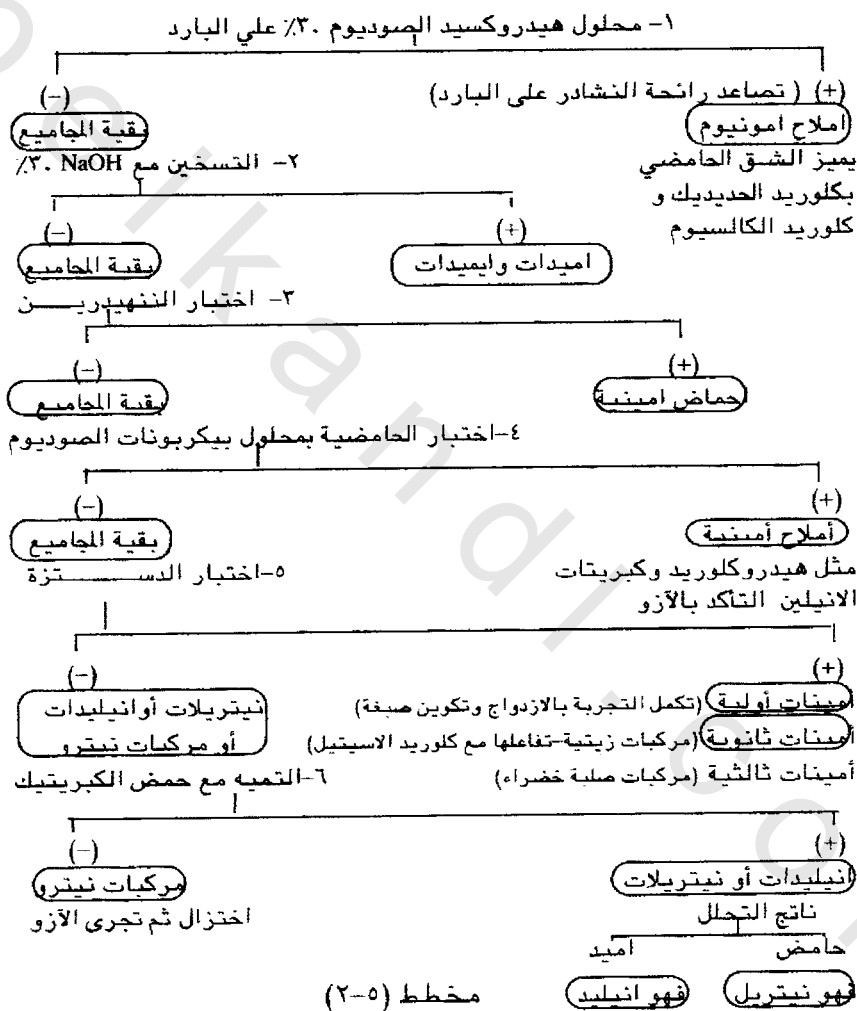 ١- محلول هيدروكسيد الصوديوم ٣٠٪ علي البارد
(+) ( تصاعد رائحة النشادر على البارد)
(-)
املاح امونيوم
بقية المجاميع
يميز الشق الحامضي
بكلوريد الحديديك و
كلوريد الكالسيوم
٢- التسخين مع NaOH ٣٠٪
(+)
(-)
اميدات وايميدات
بقية المجاميع
٣- اختبار الننهيدريــــن
(+)
(-)
احماض امينية
بقية المجاميع
٤-اختبار الحامضية بمحلول بيكربونات الصوديوم
(+)
(-)
أملاح أمينية
بقية المجاميع
مثل هيدروكلوريد وكبريتات
الانيلين التأكد بالآزو
٥-اختبار الدســــــتزة
(+)
(-)
أمينات أولية (تكمل التجربة بالازدواج وتكوين صبغة)
أمينات ثانوية (مركبات زيتية-تفاعلها مع كلوريد الاسيتيل)
أمينات ثالثية (مركبات صلبة خضراء)
نيتريلات أوانيليدات
أو مركبات نيترو
٦-التميه مع حمض الكبريتيك
(+)
(-)
انيليدات أو نيتريلات
مركبات نيترو
ناتج التحلل
اختزال ثم تجرى الآزو
حامض
اميد
فهو نيتريل
فهو انيليد
مخطط (٥-٢)
oeikandl.com